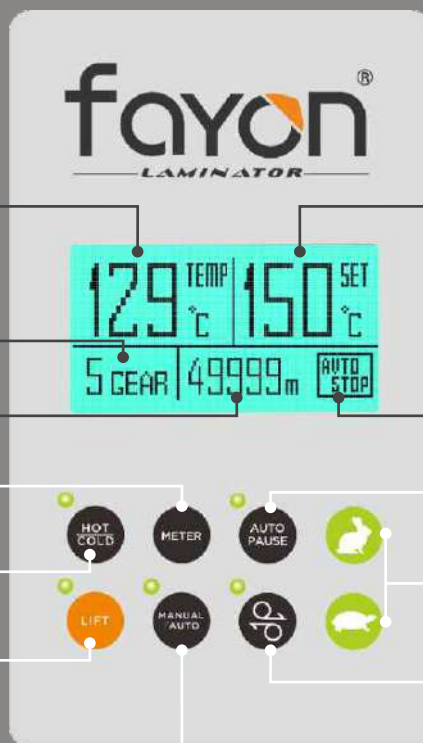 fayon®
LAMINATOR
129 TEMP °C 150 SET °C
5 GEAR 49999m AUTO STOP
HOT COLD
METER
AUTO PAUSE
LIFT
MANUAL AUTO